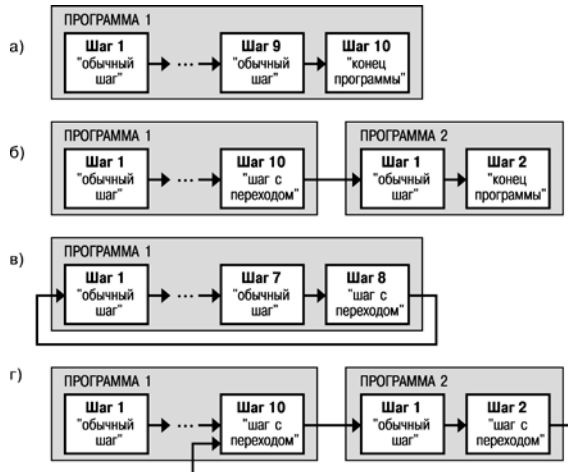 а)
ПРОГРАММА 1
Шаг 1
"обычный
шаг"
...
Шаг 9
"обычный
шаг"
Шаг 10
"конец
программы"
б)
ПРОГРАММА 1
Шаг 1
"обычный
шаг"
...
Шаг 10
"шаг с
переходом"
ПРОГРАММА 2
Шаг 1
"обычный
шаг"
Шаг 2
"конец
программы"
в)
ПРОГРАММА 1
Шаг 1
"обычный
шаг"
...
Шаг 7
"обычный
шаг"
Шаг 8
"шаг с
переходом"
г)
ПРОГРАММА 1
Шаг 1
"обычный
шаг"
...
Шаг 10
"шаг с
переходом"
ПРОГРАММА 2
Шаг 1
"обычный
шаг"
Шаг 2
"шаг с
переходом"